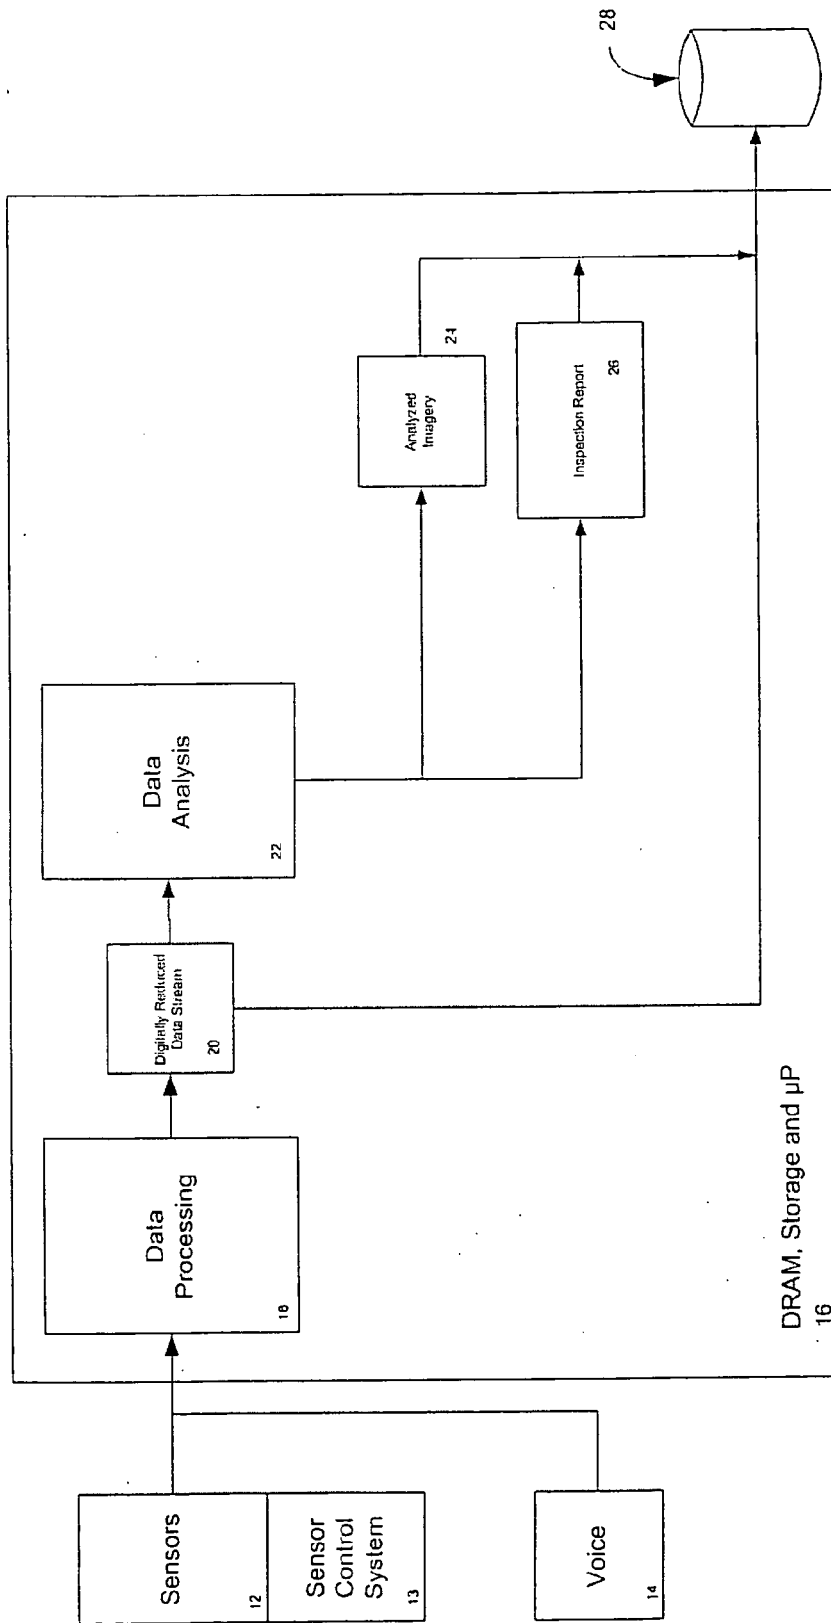 Sensors
12
Sensor
Control
System
13
Voice
14
Data
Processing
18
Digitally Reduced
Data Stream
20
Data
Analysis
22
Analyzed
Imagery
24
Inspection Report
26
DRAM, Storage and µP
16
28